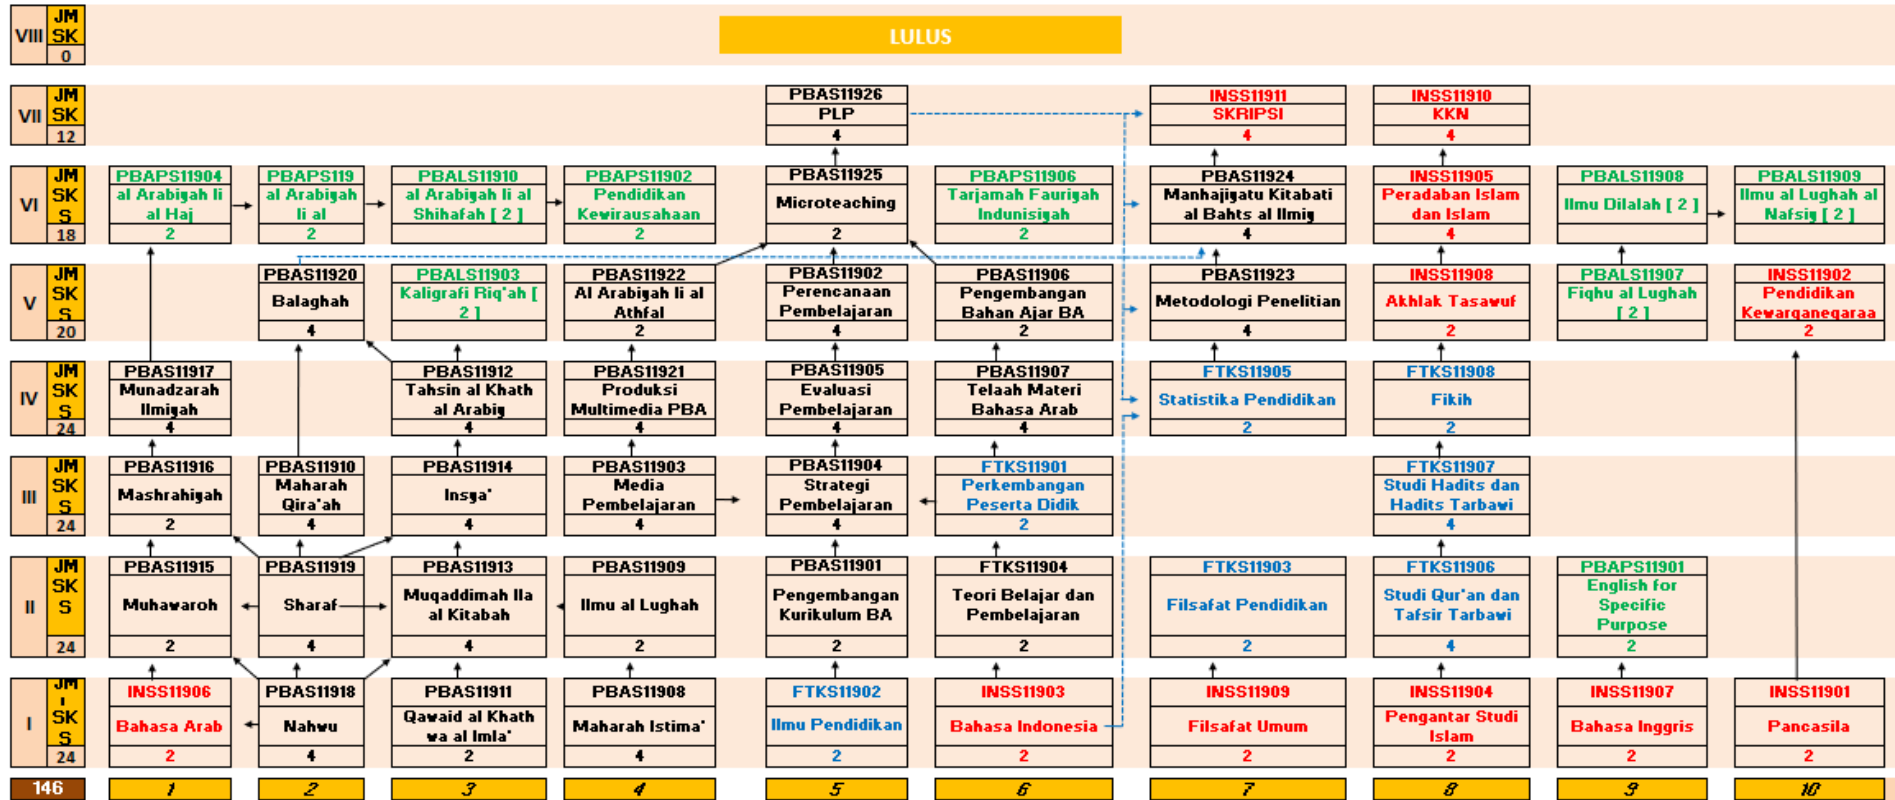 VIII
JM
SK
0
LULUS
VII
JM
SK
12
PBAS11926
PLP
4
INSS11911
SKRIPSI
4
INSS11910
KKN
4
VI
JM
SK
S
18
PBAPS11904
al Arabiyah li
al Haj
2
PBAPS119
al Arabiyah
li al
2
PBALS11910
al Arabiyah li al
Shihafah [ 2 ]
PBAPS11902
Pendidikan
Kewirausahaan
2
PBAS11925
Microteaching
2
PBAPS11906
Tarjamah Fauriyah
Indunisiyah
2
PBAS11924
Manhajiyatu Kitabati
al Bahts al Ilmiy
4
INSS11905
Peradaban Islam
dan Islam
4
PBALS11908
Ilmu Dilalah [ 2 ]
PBALS11909
Ilmu al Lughah al
Nafsiy [ 2 ]
V
JM
SK
S
20
PBAS11920
Balaghah
4
PBALS11903
Kaligrafi Riq'ah [
2 ]
PBAS11922
Al Arabiyah li al
Athfal
2
PBAS11902
Perencanaan
Pembelajaran
4
PBAS11906
Pengembangan
Bahan Ajar BA
2
PBAS11923
Metodologi Penelitian
4
INSS11908
Akhlak Tasawuf
2
PBALS11907
Fiqhu al Lughah
[ 2 ]
INSS11902
Pendidikan
Kewarganegaraa
2
IV
JM
SK
S
24
PBAS11917
Munadzarah
Ilmiyah
4
PBAS11912
Tahsin al Khath
al Arabiy
4
PBAS11921
Produksi
Multimedia PBA
4
PBAS11905
Evaluasi
Pembelajaran
4
PBAS11907
Telaah Materi
Bahasa Arab
4
FTKS11905
Statistika Pendidikan
2
FTKS11908
Fikih
2
III
JM
SK
S
24
PBAS11916
Mashrahiyah
2
PBAS11910
Maharah
Qira'ah
4
PBAS11914
Insya'
4
PBAS11903
Media
Pembelajaran
4
PBAS11904
Strategi
Pembelajaran
4
FTKS11901
Perkembangan
Peserta Didik
2
FTKS11907
Studi Hadits dan
Hadits Tarbawi
4
II
JM
SK
S
24
PBAS11915
Muhawaroh
2
PBAS11919
Sharaf
4
PBAS11913
Muqaddimah Ila
al Kitabah
4
PBAS11909
Ilmu al Lughah
2
PBAS11901
Pengembangan
Kurikulum BA
2
FTKS11904
Teori Belajar dan
Pembelajaran
2
FTKS11903
Filsafat Pendidikan
2
FTKS11906
Studi Qur'an dan
Tafsir Tarbawi
4
PBAPS11901
English for
Specific
Purpose
2
I
JM
SK
S
24
INSS11906
Bahasa Arab
2
PBAS11918
Nahwu
4
PBAS11911
Qawaid al Khath
wa al Imla'
2
PBAS11908
Maharah Istima'
4
FTKS11902
Ilmu Pendidikan
2
INSS11903
Bahasa Indonesia
2
INSS11909
Filsafat Umum
2
INSS11904
Pengantar Studi
Islam
2
INSS11907
Bahasa Inggris
2
INSS11901
Pancasila
2
146
1
2
3
4
5
6
7
8
9
10